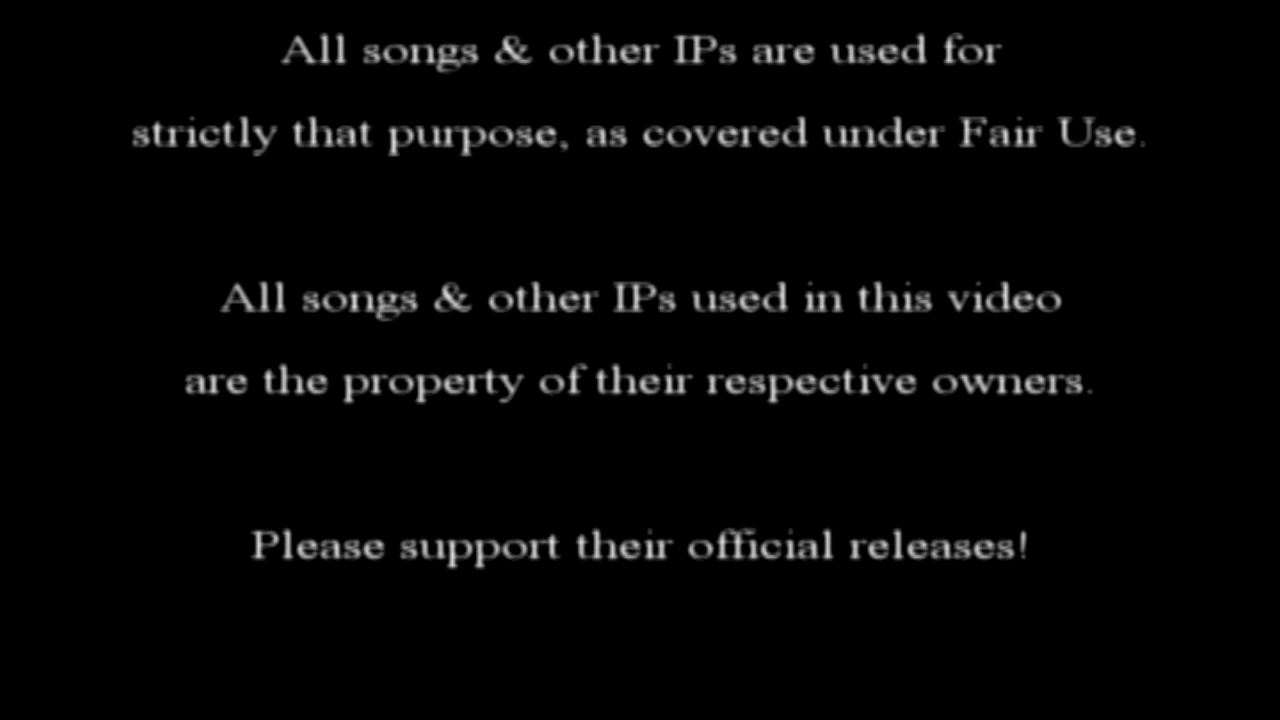 All songs & other IPs are used for
strictly that purpose, as covered under Fair Use.
All songs & other IPs used in this video
are the property of their respective owners.
Please support their official releases!